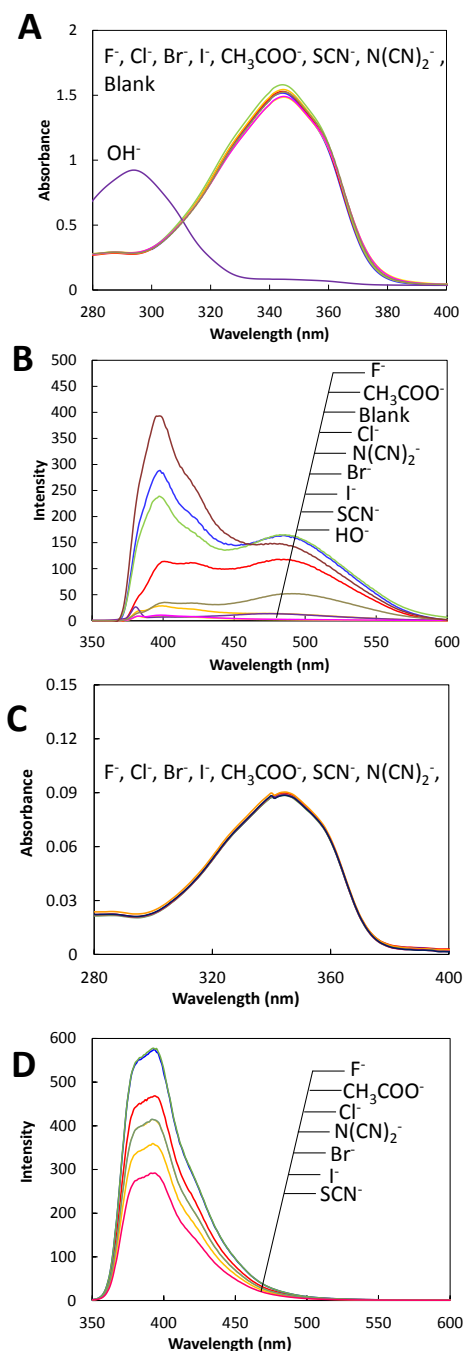 A
2
F⁻, Cl⁻, Br⁻, I⁻, CH₃COO⁻, SCN⁻, N(CN)₂⁻ ,
Blank
1.5
OH⁻
1
0.5
0
Absorbance
280 300 320 340 360 380 400
Wavelength (nm)
B
500
450
400
350
300
250
200
150
100
50
0
Intensity
F⁻
CH₃COO⁻
Blank
Cl⁻
N(CN)₂⁻
Br⁻
I⁻
SCN⁻
HO⁻
350 400 450 500 550 600
Wavelength (nm)
C
0.15
0.12
F⁻, Cl⁻, Br⁻, I⁻, CH₃COO⁻, SCN⁻, N(CN)₂⁻,
0.09
0.06
0.03
0
Absorbance
280 320 360 400
Wavelength (nm)
D
600
500
400
300
200
100
0
Intensity
F⁻
CH₃COO⁻
Cl⁻
N(CN)₂⁻
Br⁻
I⁻
SCN⁻
350 400 450 500 550 600
Wavelength (nm)